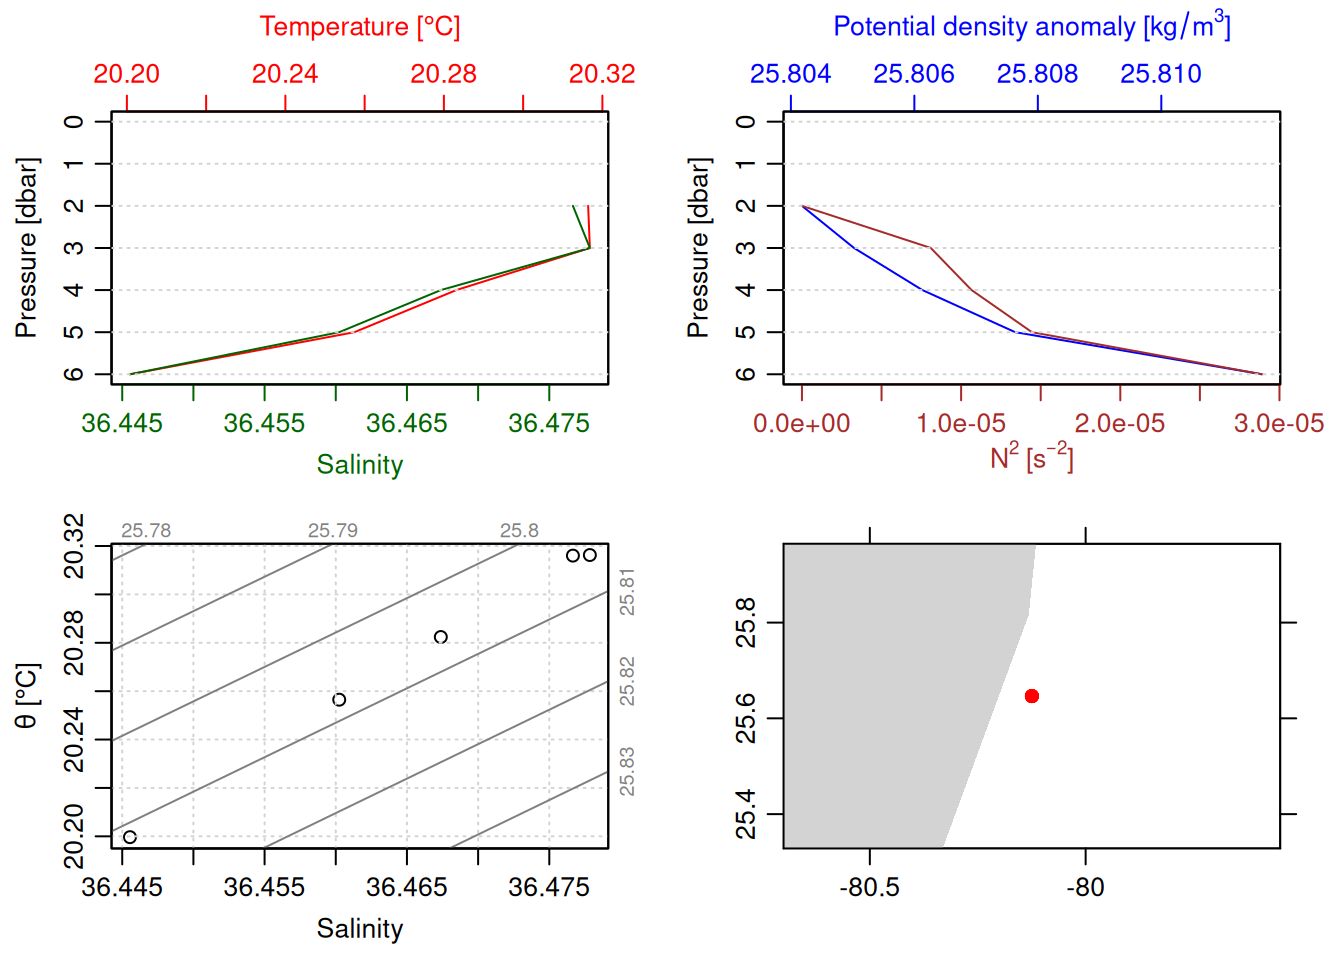 Temperature [°C]
20.20 20.24 20.28 20.32
Pressure [dbar]
0
1
2
3
4
5
6
36.445 36.455 36.465 36.475
Salinity
Potential density anomaly [kg/m³]
25.804 25.806 25.808 25.810
Pressure [dbar]
0
1
2
3
4
5
6
0.0e+00 1.0e-05 2.0e-05 3.0e-05
N² [s⁻²]
25.78 25.79 25.8
25.81
25.82
25.83
θ [°C]
20.32
20.28
20.24
20.20
36.445 36.455 36.465 36.475
Salinity
25.8
25.6
25.4
-80.5 -80